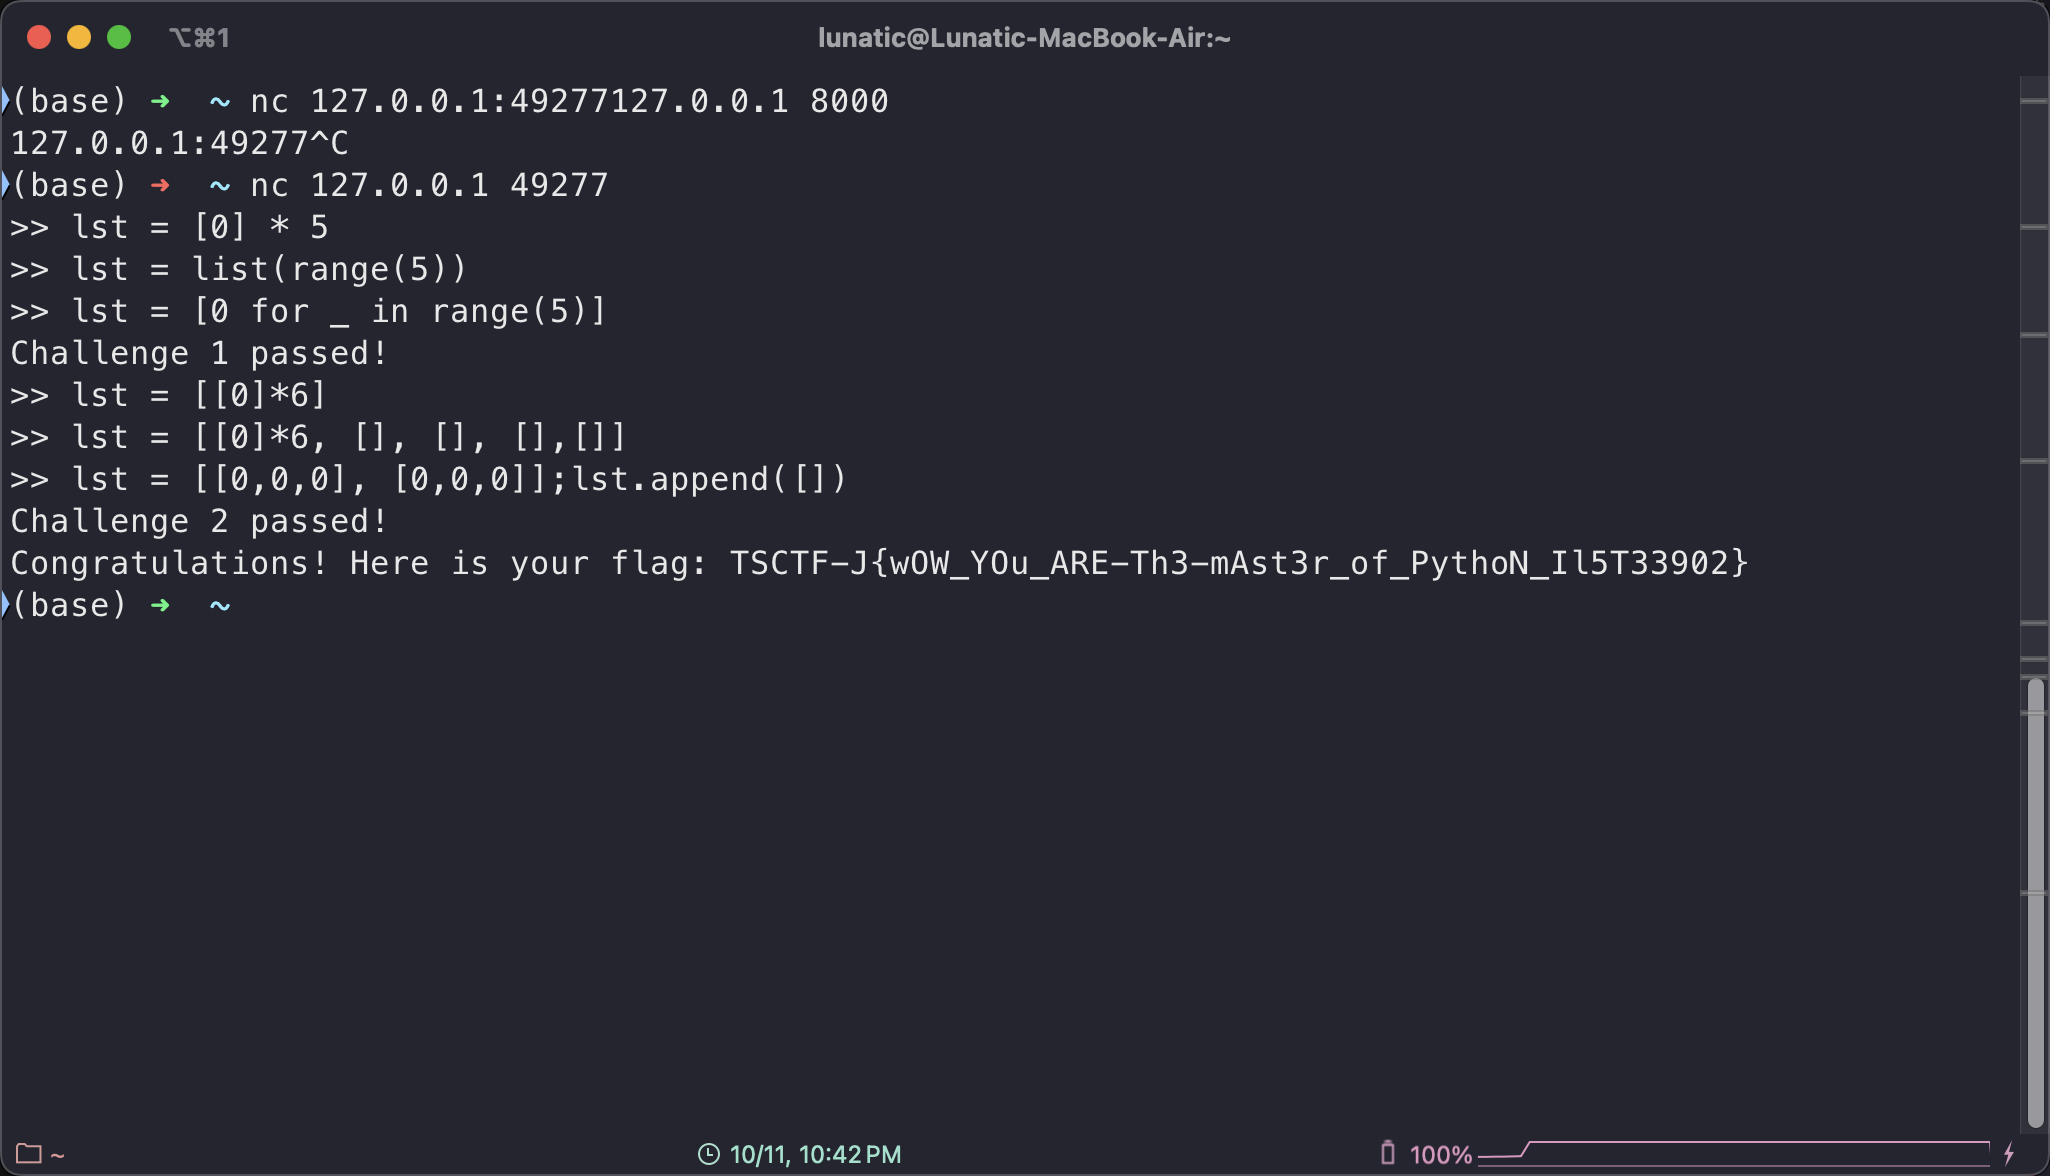 ⌥⌘1
lunatic@Lunatic-MacBook-Air:~
(base) ➜  ~ nc 127.0.0.1:49277127.0.0.1 8000
127.0.0.1:49277^C
(base) ➜  ~ nc 127.0.0.1 49277
>> lst = [0] * 5
>> lst = list(range(5))
>> lst = [0 for _ in range(5)]
Challenge 1 passed!
>> lst = [[0]*6]
>> lst = [[0]*6, [], [], [],[]]
>> lst = [[0,0,0], [0,0,0]];lst.append([])
Challenge 2 passed!
Congratulations! Here is your flag: TSCTF-J{wOW_YOu_ARE-Th3-mAst3r_of_PythoN_Il5T33902}
(base) ➜  ~
~
10/11, 10:42 PM
100%